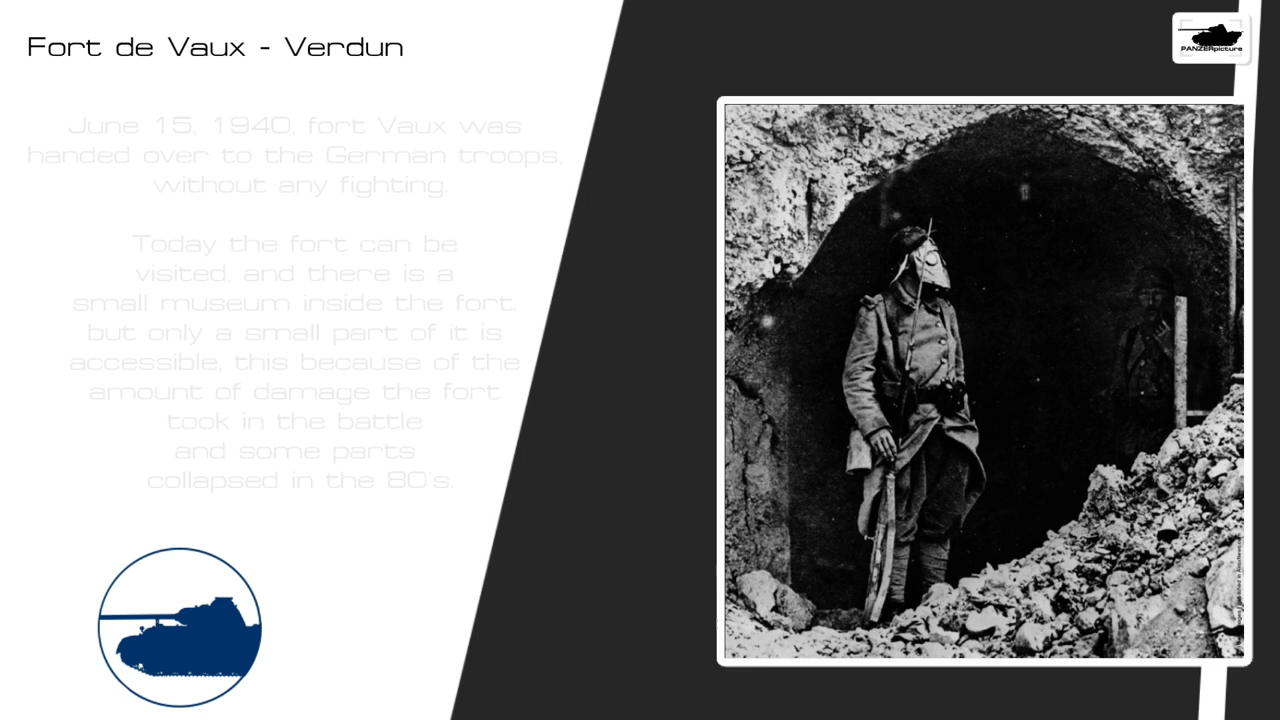 Fort de Vaux - Verdun
PANZERpicture
June 15, 1940, fort Vaux was
handed over to the German troops,
without any fighting.
Today the fort can be
visited, and there is a
small museum inside the fort.
but only a small part of it is
accessible, this because of the
amount of damage the fort
took in the battle
and some parts
collapsed in the 80's.